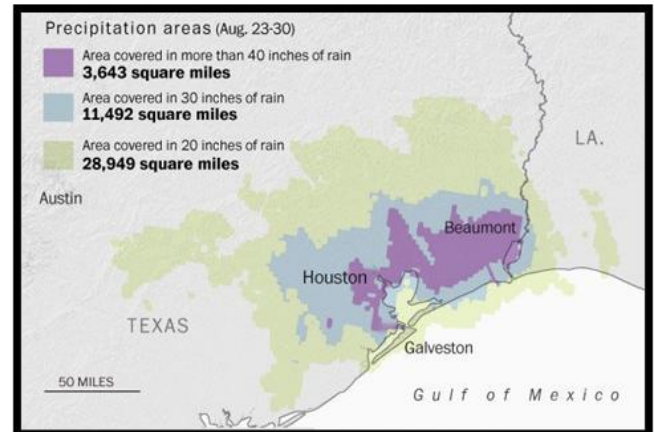 Precipitation areas (Aug. 23-30)
Area covered in more than 40 inches of rain
3,643 square miles
Area covered in 30 inches of rain
11,492 square miles
Area covered in 20 inches of rain
28,949 square miles
LA.
Austin
Beaumont
Houston
TEXAS
Galveston
50 MILES
Gulf of Mexico